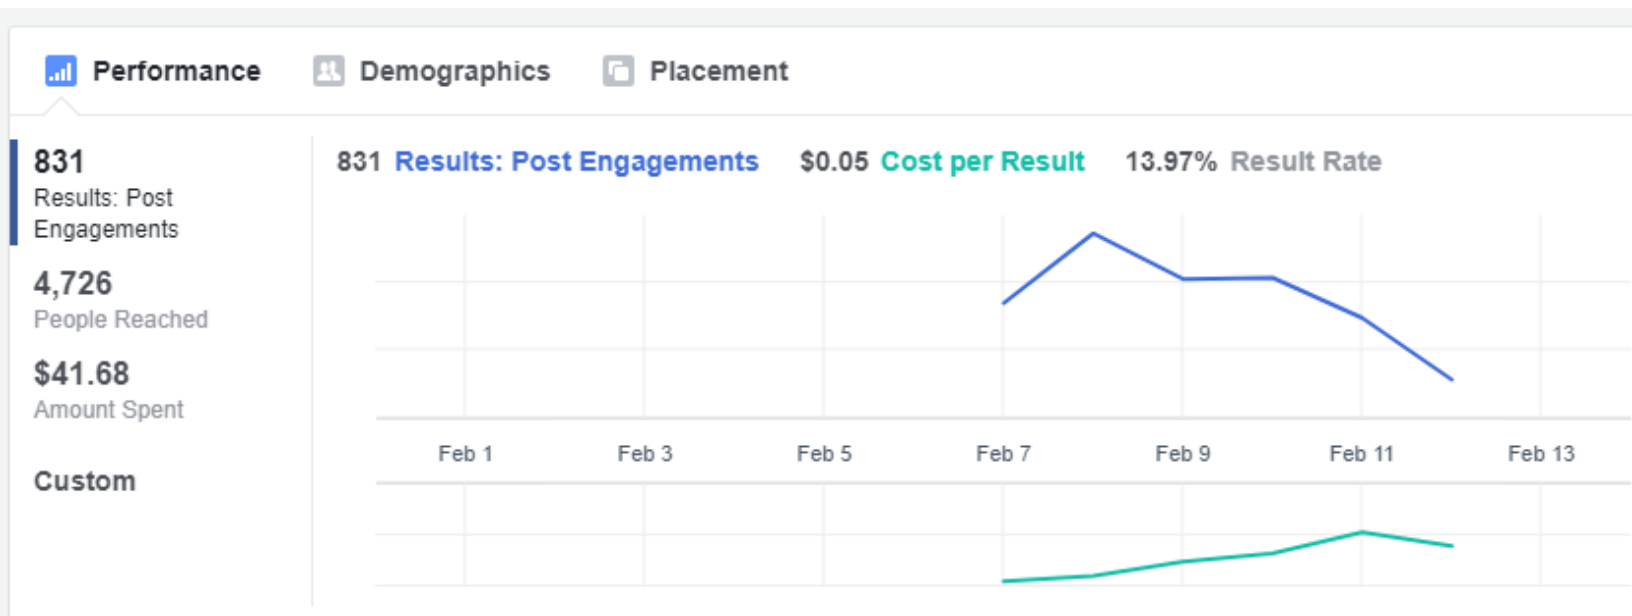 Performance Demographics Placement
831
Results: Post
Engagements
4,726
People Reached
$41.68
Amount Spent
Custom
831 Results: Post Engagements $0.05 Cost per Result 13.97% Result Rate
Feb 1 Feb 3 Feb 5 Feb 7 Feb 9 Feb 11 Feb 13